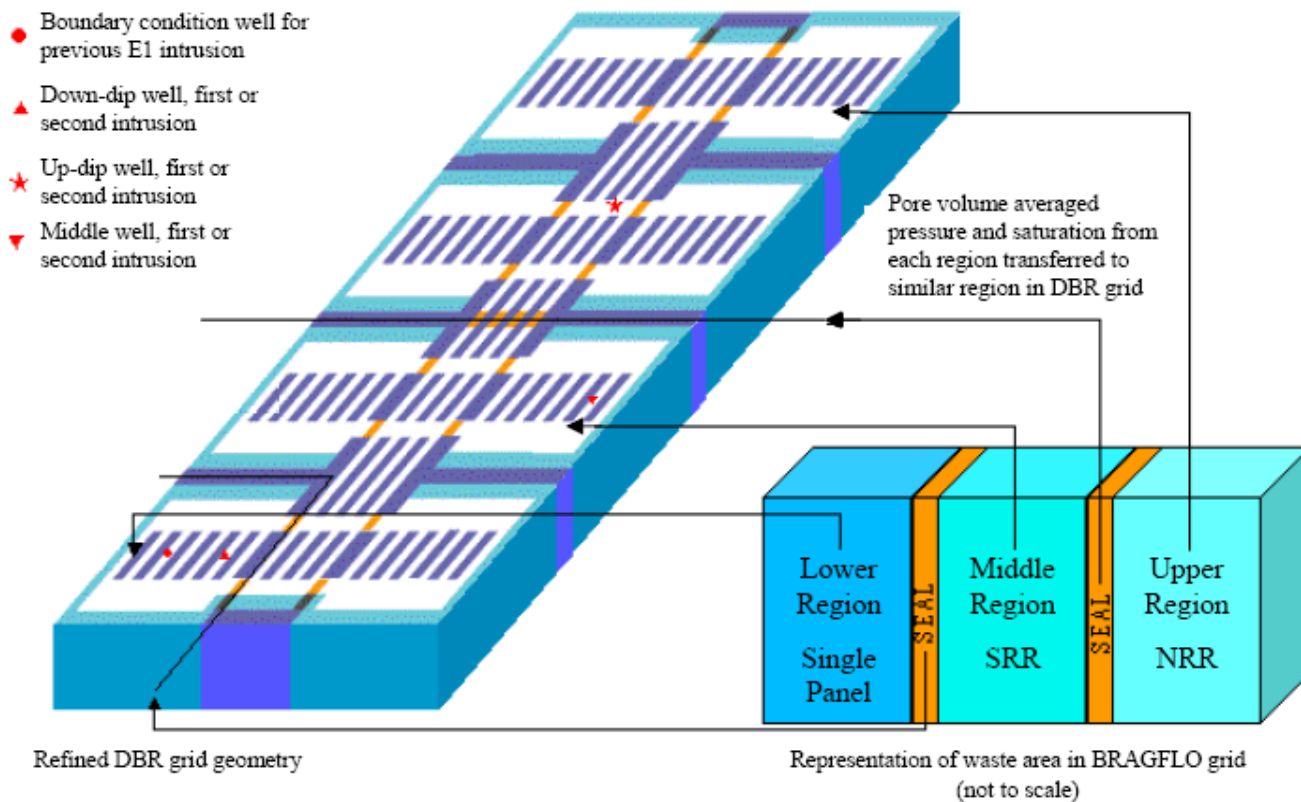 Boundary condition well for
previous E1 intrusion
Down-dip well, first or
second intrusion
Up-dip well, first or
second intrusion
Middle well, first or
second intrusion
Pore volume averaged
pressure and saturation from
each region transferred to
similar region in DBR grid
Lower
Region
Single
Panel
SEAL
Middle
Region
SRR
SEAL
Upper
Region
NRR
Refined DBR grid geometry
Representation of waste area in BRAGFLO grid
(not to scale)